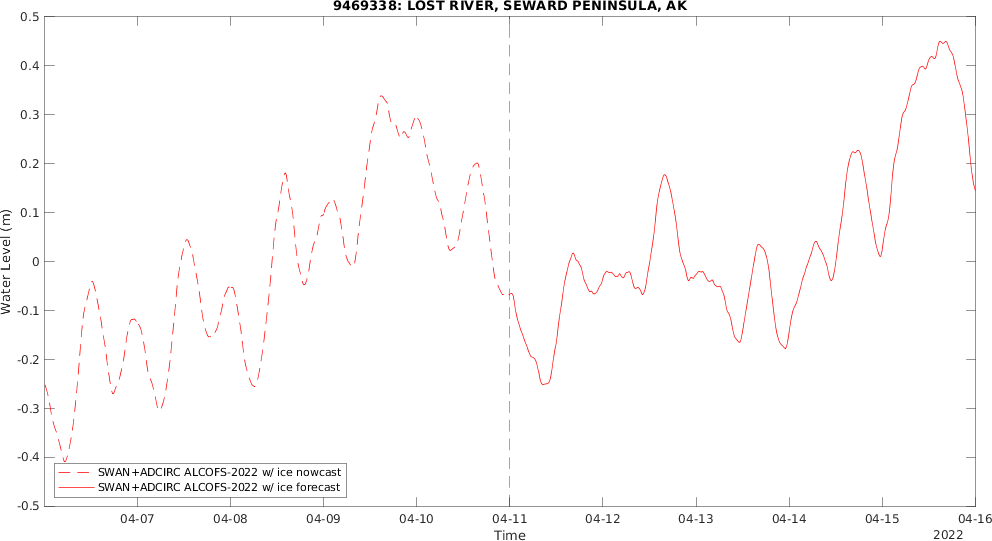 9469338: LOST RIVER, SEWARD PENINSULA, AK
0.5
0.4
0.3
0.2
0.1
0
-0.1
-0.2
-0.3
-0.4
-0.5
Water Level (m)
SWAN+ADCIRC ALCOFS-2022 w/ ice nowcast
SWAN+ADCIRC ALCOFS-2022 w/ ice forecast
04-07 04-08 04-09 04-10 04-11 04-12 04-13 04-14 04-15 04-16
Time
2022